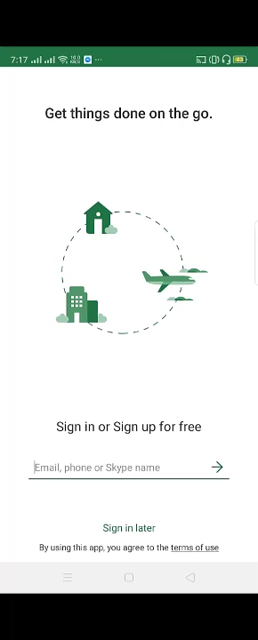 7:17
Get things done on the go.
Sign in or Sign up for free
Email, phone or Skype name
Sign in later
By using this app, you agree to the terms of use